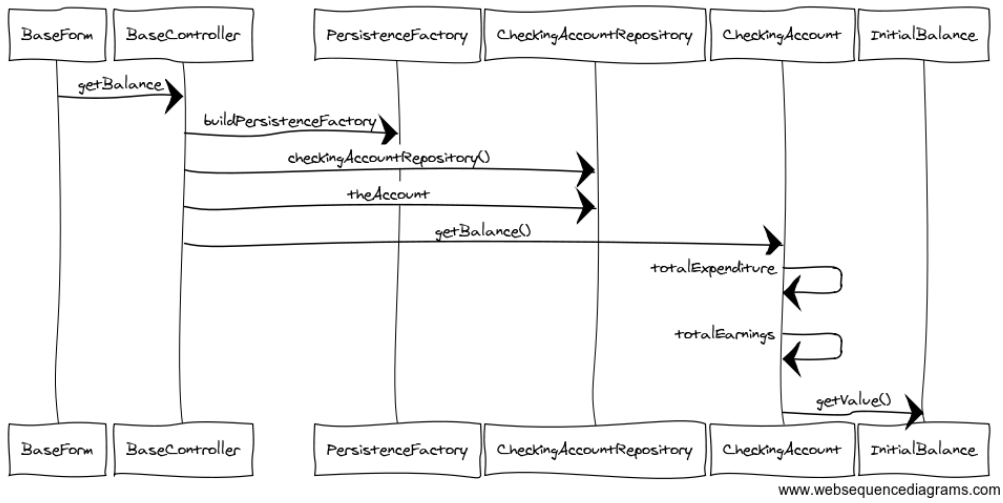 BaseForm
BaseController
PersistenceFactory
CheckingAccountRepository
CheckingAccount
InitialBalance
getBalance
buildPersistenceFactory
checkingAccountRepository()
theAccount
getBalance()
totalExpenditure
totalEarnings
getValue()
BaseForm
BaseController
PersistenceFactory
CheckingAccountRepository
CheckingAccount
InitialBalance
www.websequencediagrams.com